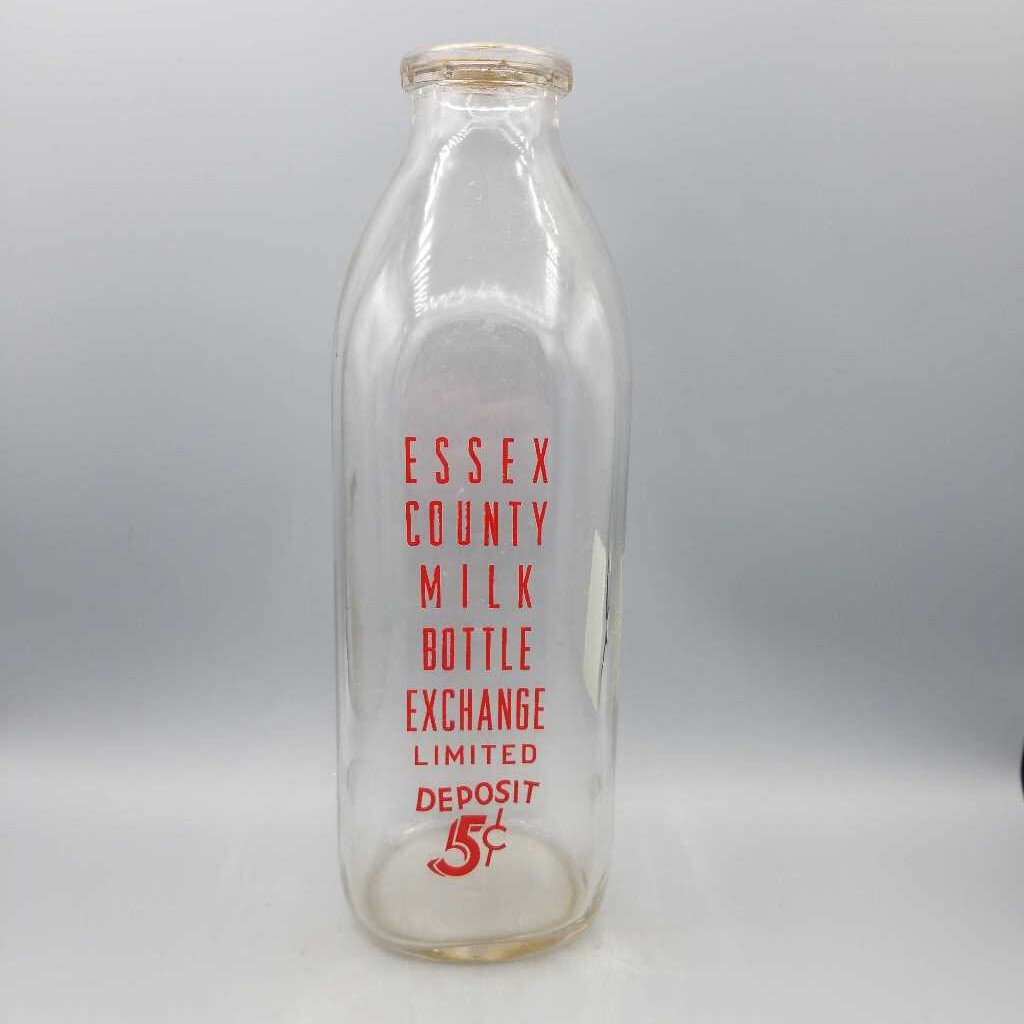 ESSEX
COUNTY
MILK
BOTTLE
EXCHANGE
LIMITED
DEPOSIT
5¢